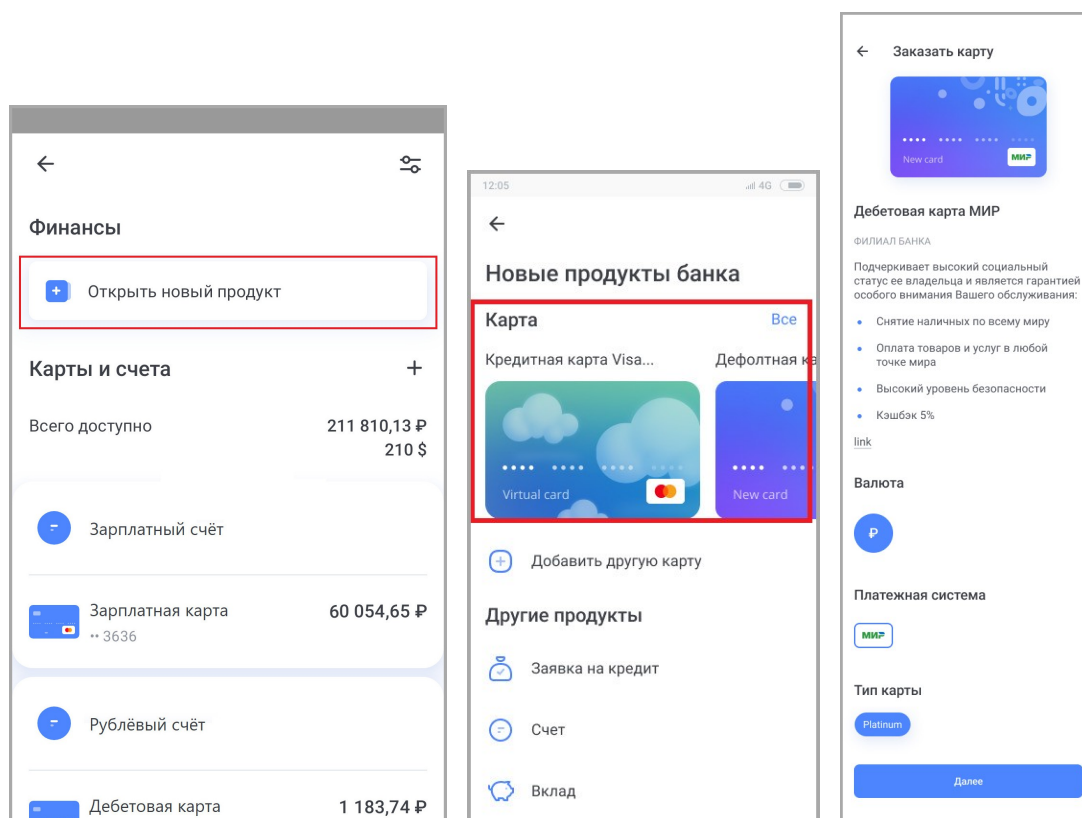 Финансы
Открыть новый продукт
Карты и счета
Всего доступно 211 810,13 ₽
210 $
Зарплатный счёт
Зарплатная карта 60 054,65 ₽
•• 3636
Рублёвый счёт
Дебетовая карта 1 183,74 ₽
12:05 4G
Новые продукты банка
Карта Все
Кредитная карта Visa... Дефолтная ка
•••• •••• •••• •••• •••• •••
Virtual card New card
Добавить другую карту
Другие продукты
Заявка на кредит
Счет
Вклад
Заказать карту
•••• •••• •••• ••••
New card МИР
Дебетовая карта МИР
ФИЛИАЛ БАНКА
Подчеркивает высокий социальный
статус ее владельца и является гарантией
особого внимания Вашего обслуживания:
• Снятие наличных по всему миру
• Оплата товаров и услуг в любой
точке мира
• Высокий уровень безопасности
• Кэшбэк 5%
link
Валюта
₽
Платежная система
МИР
Тип карты
Platinum
Далее